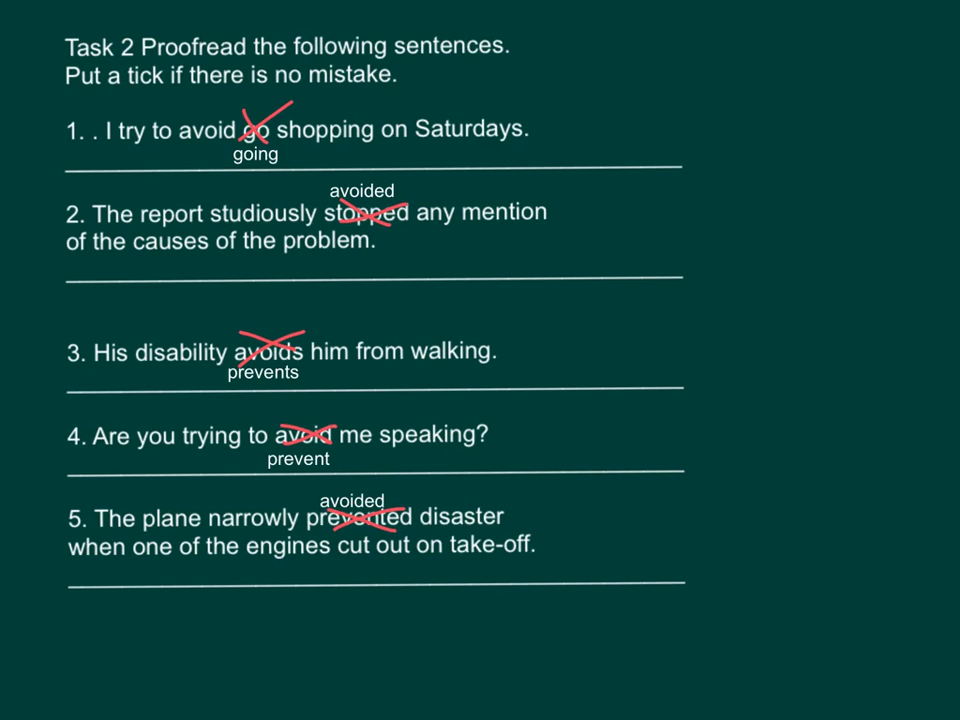 Task 2 Proofread the following sentences.
Put a tick if there is no mistake.
1. . I try to avoid go shopping on Saturdays.
going
avoided
2. The report studiously stopped any mention
of the causes of the problem.
3. His disability avoids him from walking.
prevents
4. Are you trying to avoid me speaking?
prevent
avoided
5. The plane narrowly prevented disaster
when one of the engines cut out on take-off.